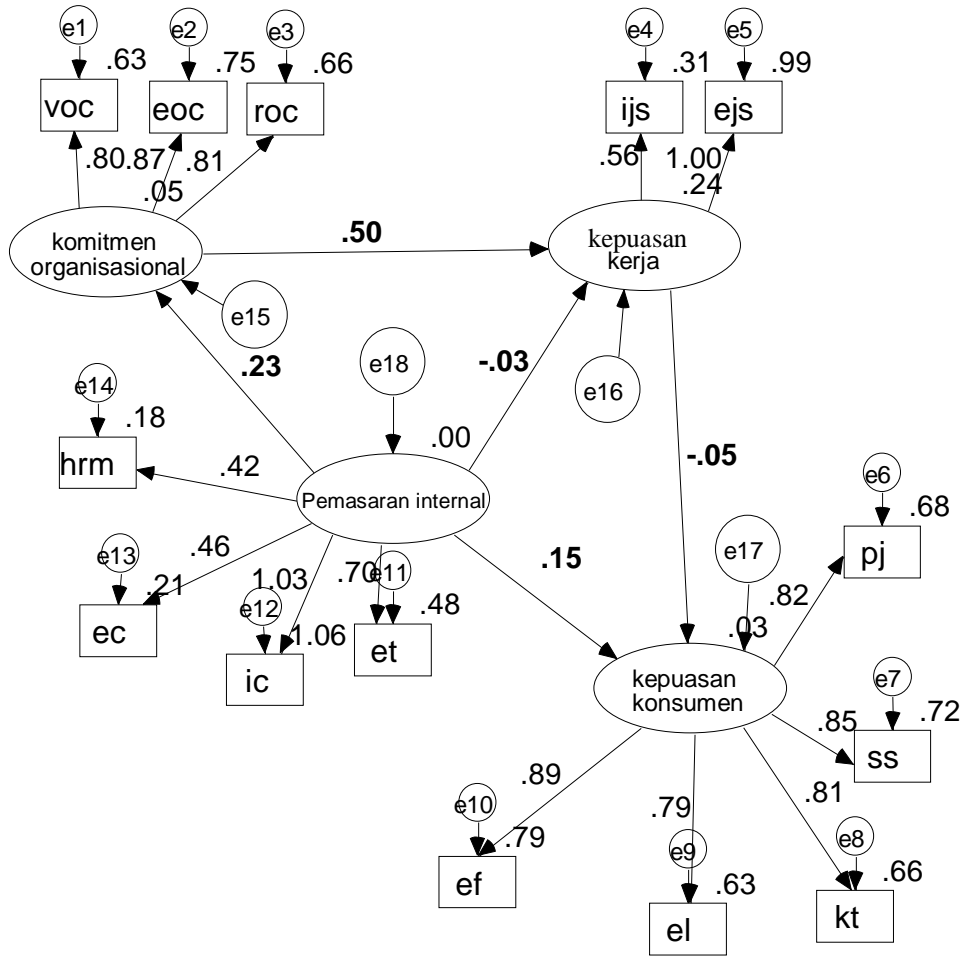 e1
e2
e3
e4
e5
.63
.75
.66
.31
.99
voc
eoc
roc
ijs
ejs
.80
.87
.81
.05
.56
1.00
.24
komitmen
organisasional
.50
kepuasan
kerja
e15
e18
e16
.23
-.03
e14
.18
.00
hrm
.42
Pemasaran internal
-.05
e6
.68
pj
e13
.46
.21
1.03
.70
e11
.15
e17
.82
e12
.48
1.06
.03
ec
et
ic
kepuasan
konsumen
e7
.85
.72
ss
.89
.79
.81
e10
.79
e9
e8
ef
.63
.66
el
kt